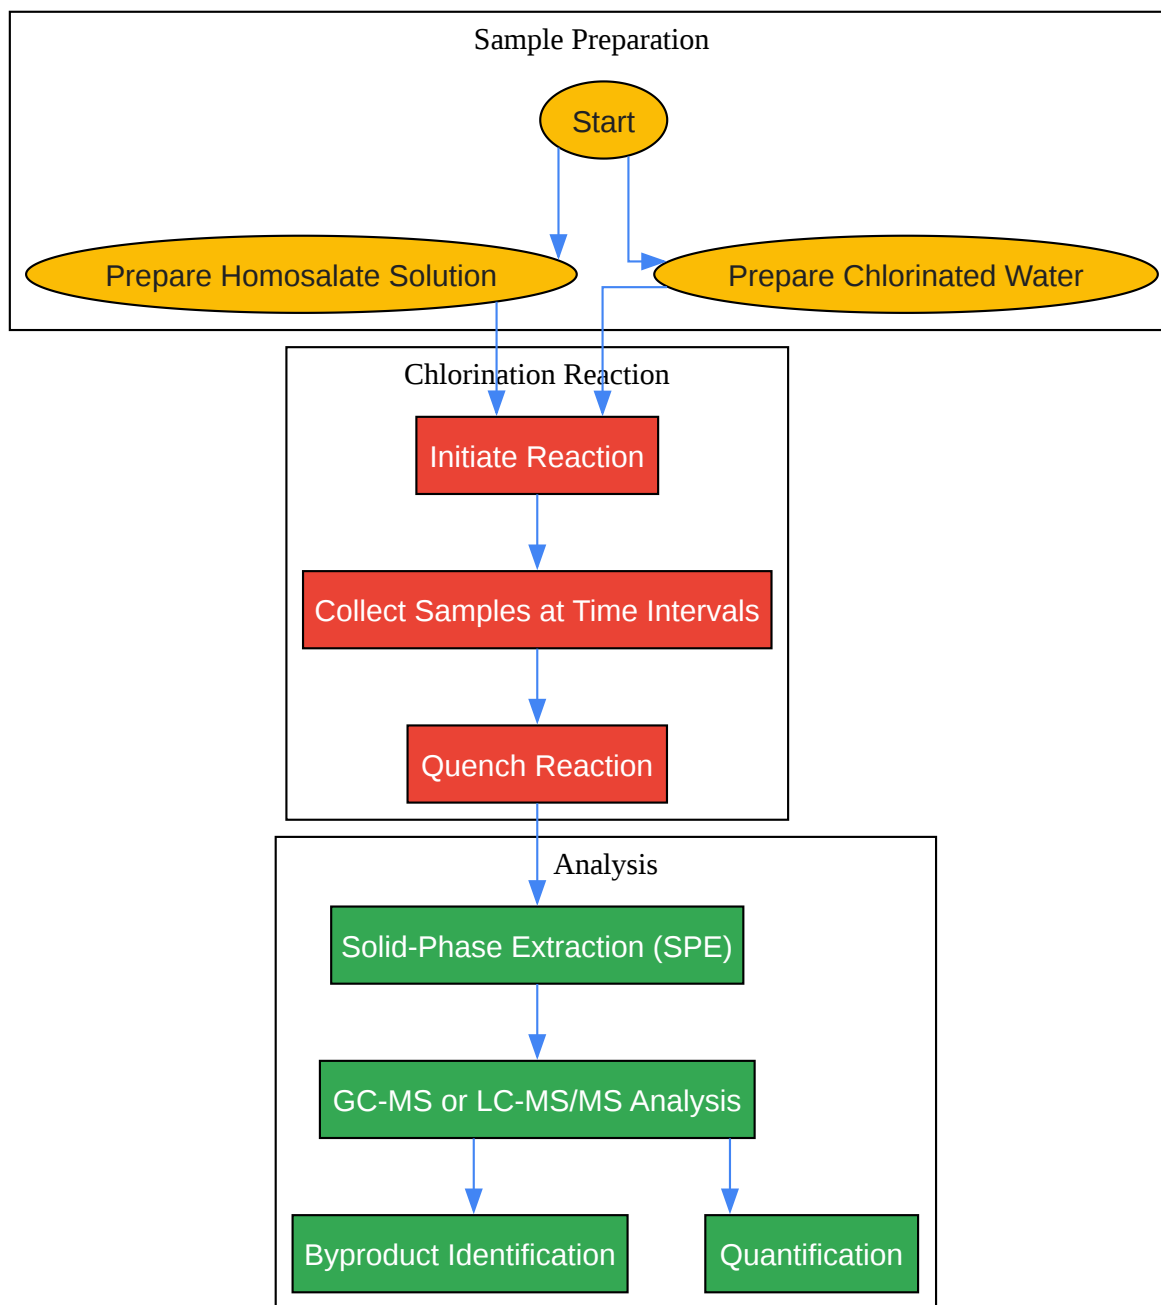 Sample Preparation
Start
Prepare Homosalate Solution
Prepare Chlorinated Water
Chlorination Reaction
Initiate Reaction
Collect Samples at Time Intervals
Quench Reaction
Analysis
Solid-Phase Extraction (SPE)
GC-MS or LC-MS/MS Analysis
Byproduct Identification
Quantification